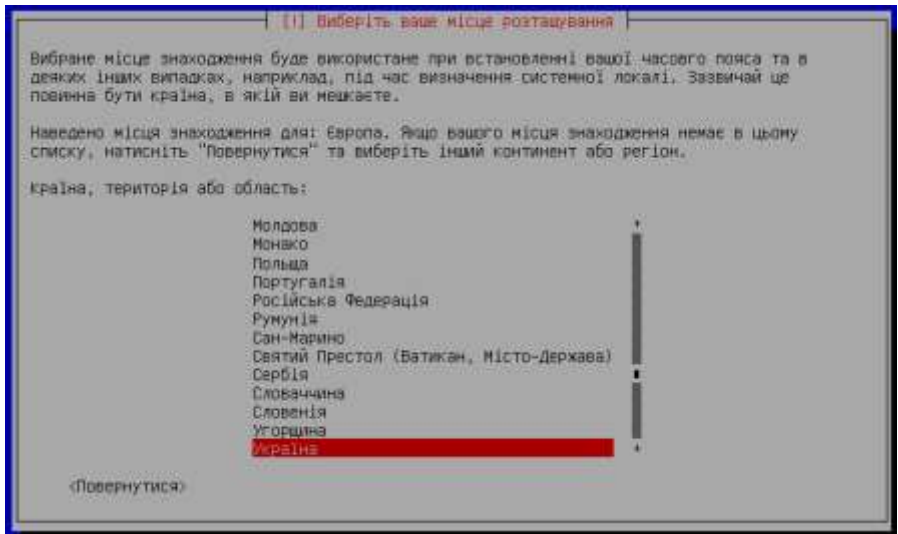 [!] Виберіть ваше місце розташування
Вибране місце знаходження буде використане при встановленні вашої часового пояса та в
деяких інших випадках, наприклад, під час визначення системної локалі. Зазвичай це
повинна бути країна, в якій ви мешкаєте.
Наведено місця знаходження для: Європа. Якщо вашого місця знаходження немає в цьому
списку, натисніть "Повернутися" та виберіть інший континент або регіон.
Країна, територія або область:
Молдова
Монако
Польща
Португалія
Російська Федерація
Румунія
Сан-Марино
Святий Престол (Ватикан, Місто-Держава)
Сербія
Словаччина
Словенія
Угорщина
Україна
<Повернутися>